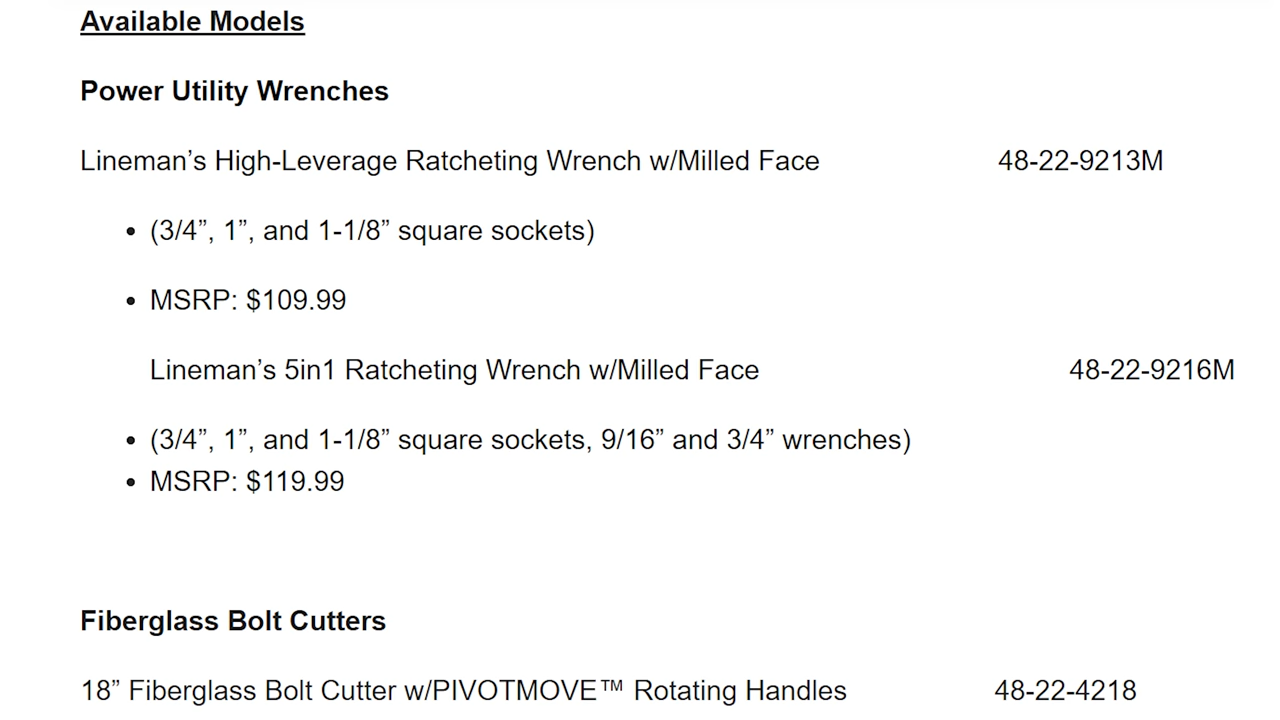 Available Models
Power Utility Wrenches
Lineman’s High-Leverage Ratcheting Wrench w/Milled Face 48-22-9213M
• (3/4”, 1”, and 1-1/8” square sockets)
• MSRP: $109.99
Lineman’s 5in1 Ratcheting Wrench w/Milled Face 48-22-9216M
• (3/4”, 1”, and 1-1/8” square sockets, 9/16” and 3/4” wrenches)
• MSRP: $119.99
Fiberglass Bolt Cutters
18” Fiberglass Bolt Cutter w/PIVOTMOVE™ Rotating Handles 48-22-4218